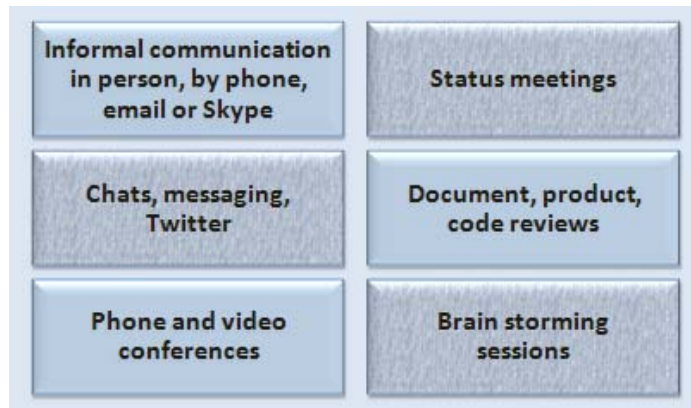 Informal communication
in person, by phone,
email or Skype
Status meetings
Chats, messaging,
Twitter
Document, product,
code reviews
Phone and video
conferences
Brain storming
sessions